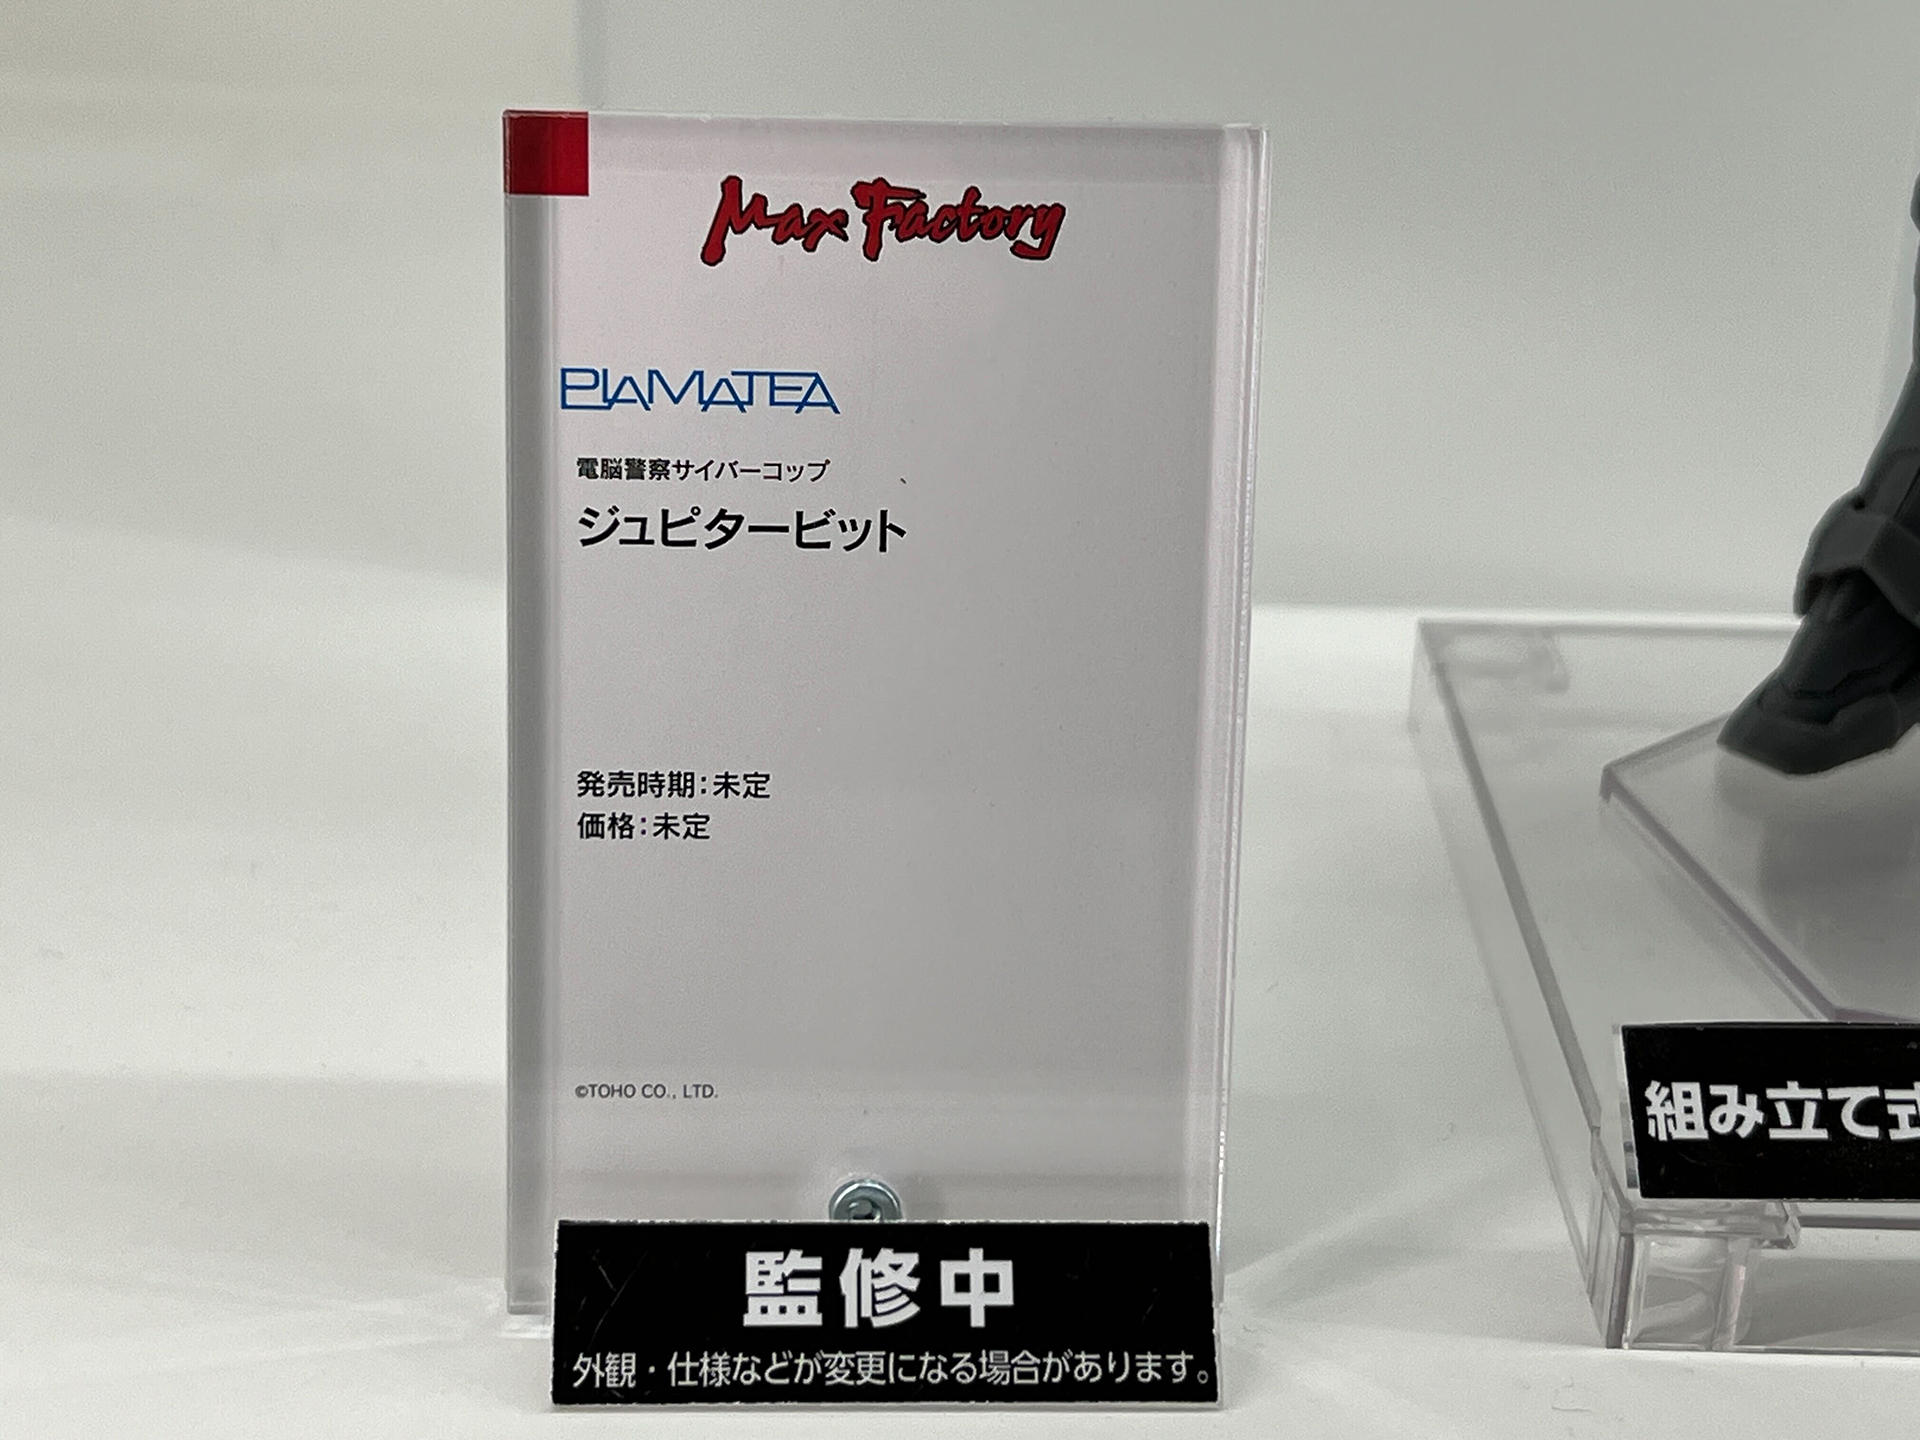 Max Factory
PLAMATEA
電脳警察サイバーコップ
ジュピタービット
発売時期：未定
価格：未定
©TOHO CO., LTD.
監修中
外観・仕様などが変更になる場合があります。
組み立て式